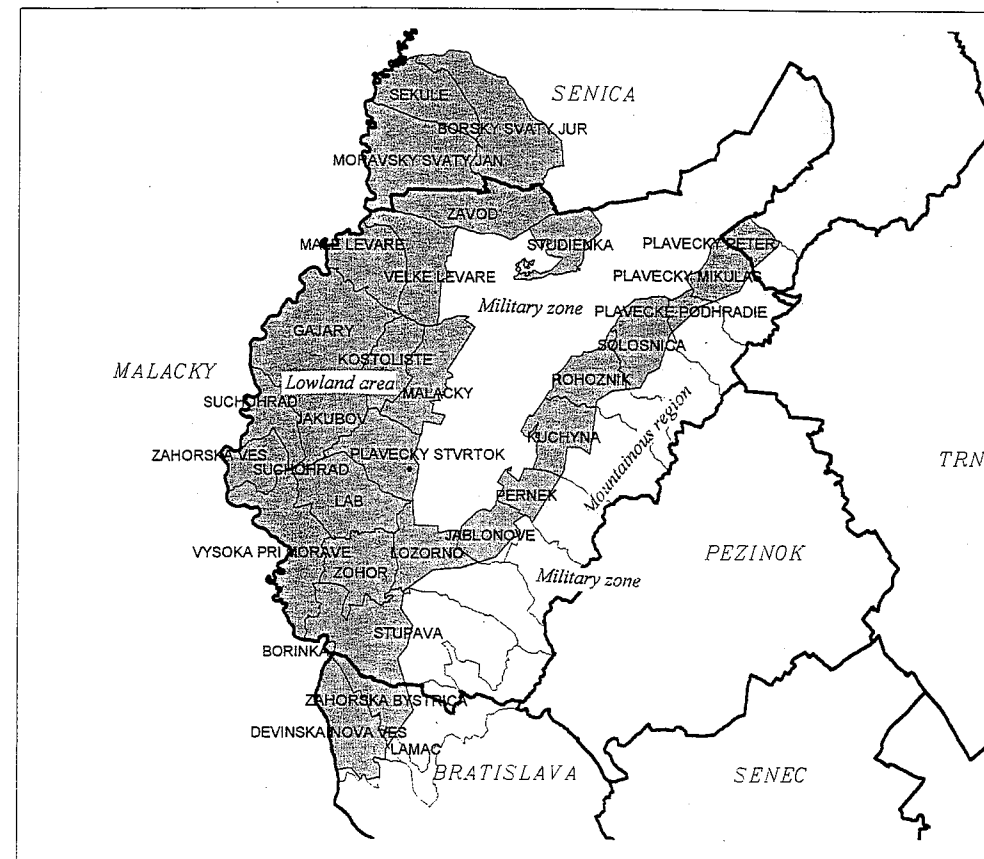 SENICA
SEKULE
BORSKY SVATY JUR
MORAVSKY SVATY JAN
ZAVOD
MALE LEVARE
STUDIENKA
PLAVECKY PETER
VELKE LEVARE
PLAVECKY MIKULAS
Military zone
PLAVECKE PODHRADIE
GAJARY
SOLOSNICA
KOSTOLISTE
MALACKY
Lowland area
ROHOZNIK
MALACKY
SUCHOHRAD
JAKUBOV
Mountainous region
KUCHYNA
ZAHORSKA VES
PLAVECKY STVRTOK
SUCHOHRAD
TRN
LAB
PERNEK
JABLONOVE
VYSOKA PRI MORAVE
LOZORNO
PEZINOK
ZOHOR
Military zone
STUPAVA
BORINKA
ZAHORSKA BYSTRICA
DEVINSKA NOVA VES
LAMAC
BRATISLAVA
SENEC